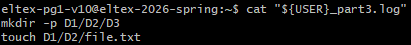 eltex-pg1-v10@eltex-2026-spring:~$ cat "${USER}_part3.log"
mkdir -p D1/D2/D3
touch D1/D2/file.txt